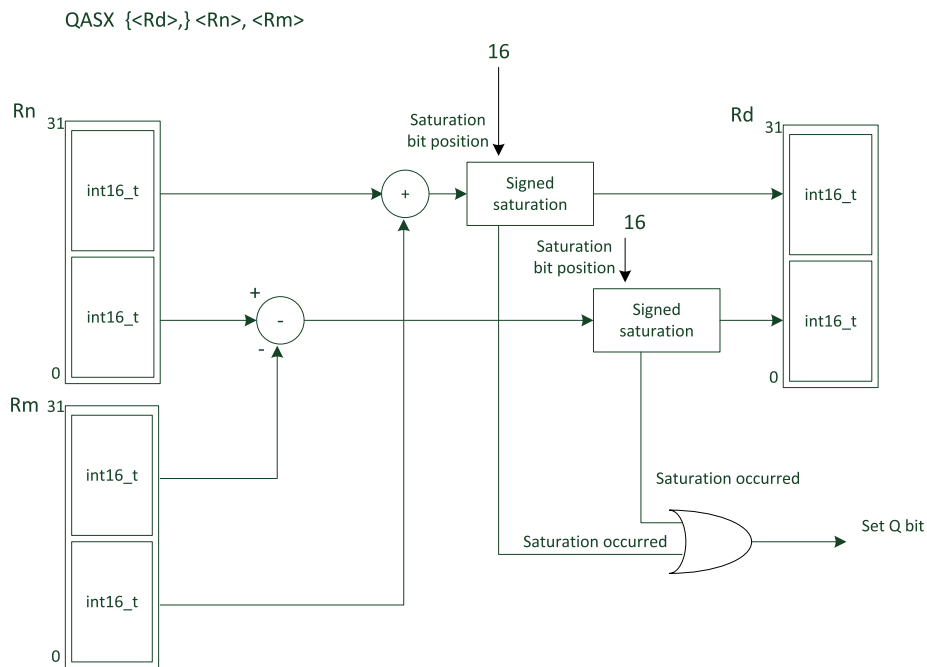 QASX {<Rd>,} <Rn>, <Rm>
16
Rn
31
Saturation
bit position
Rd
31
int16_t
+
Signed
saturation
int16_t
16
Saturation
bit position
+
int16_t
-
-
Signed
saturation
int16_t
0
0
Rm
31
int16_t
Saturation occurred
Set Q bit
Saturation occurred
int16_t
0